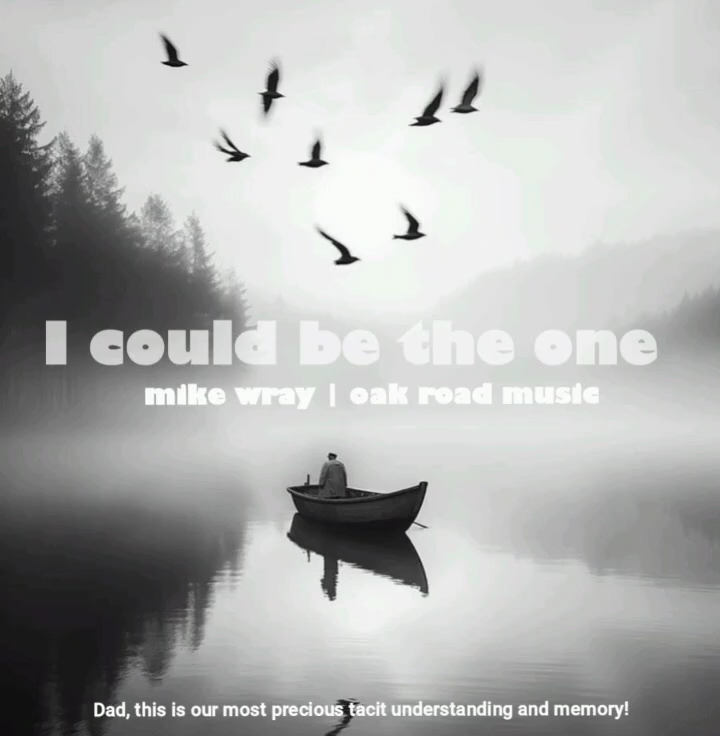 I could be the one
mike wray | oak road music
Dad, this is our most precious tacit understanding and memory!